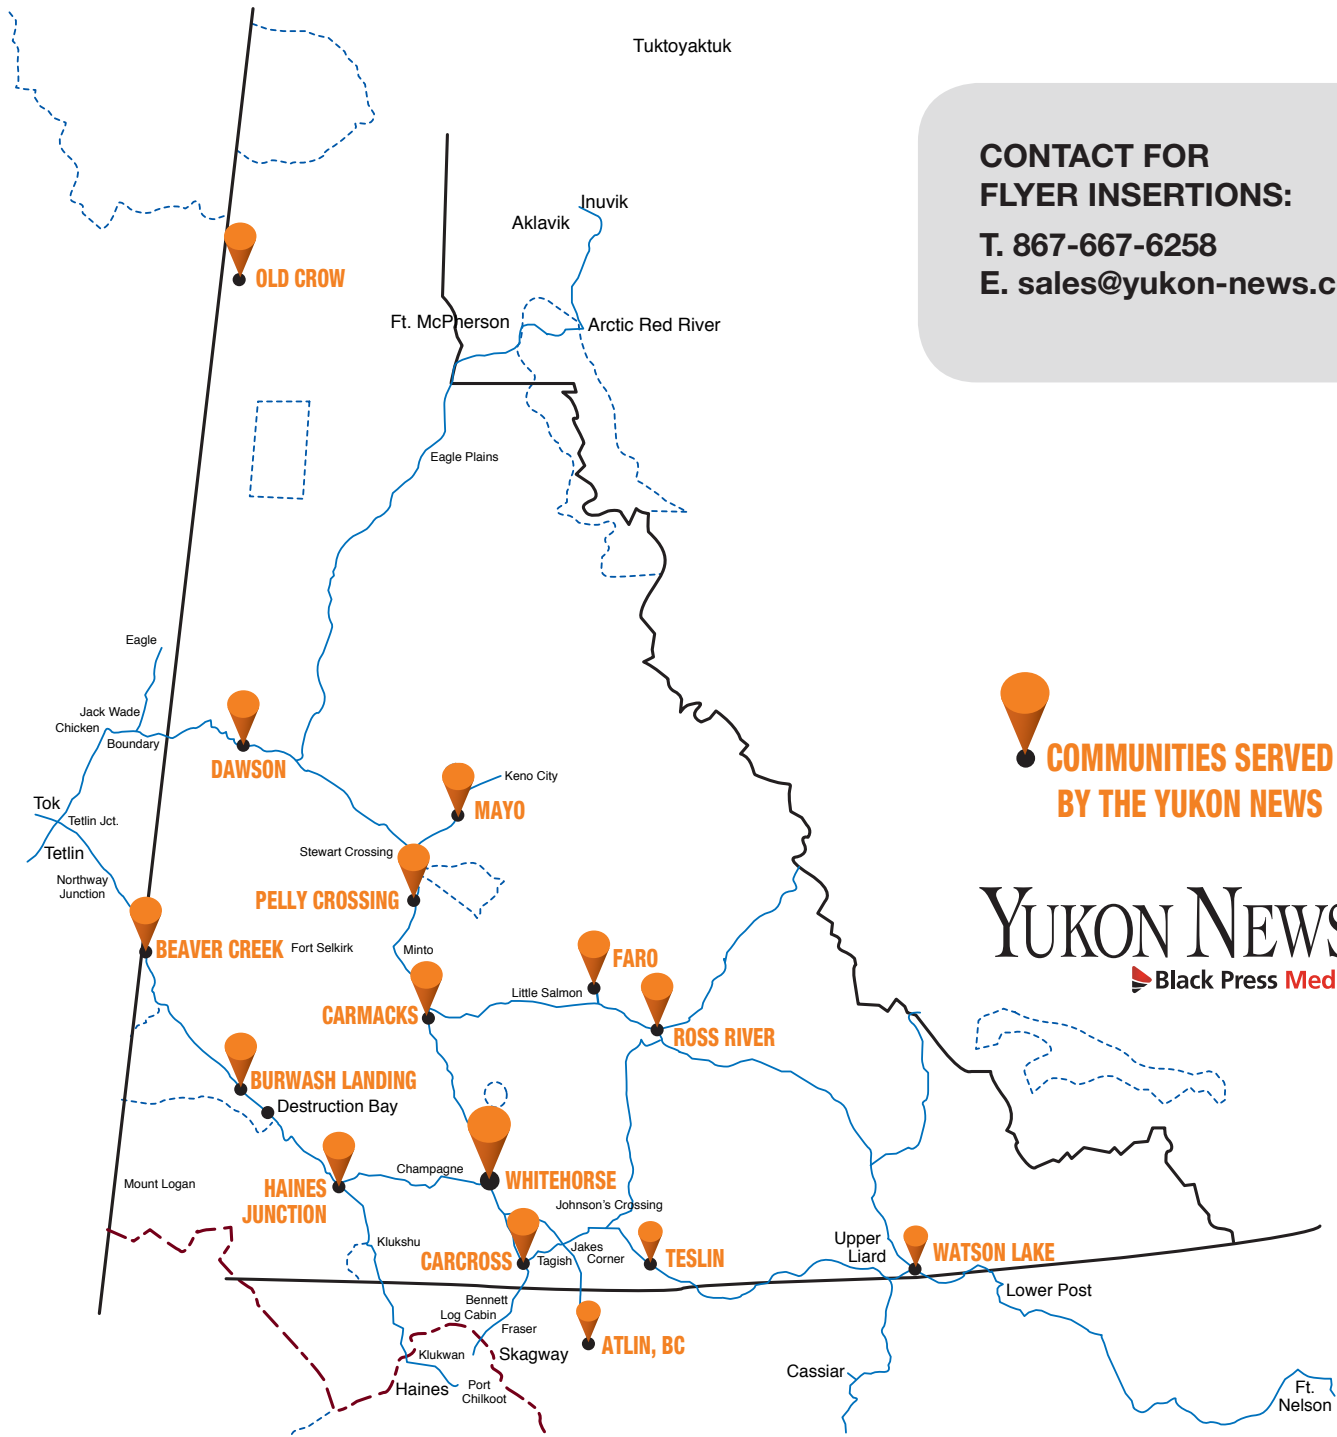 Tuktoyaktuk
CONTACT FOR
FLYER INSERTIONS:
T. 867-667-6258
E. sales@yukon-news.c
Inuvik
Aklavik
OLD CROW
Ft. McPherson
Arctic Red River
Eagle Plains
Eagle
Jack Wade
Chicken
Boundary
DAWSON
COMMUNITIES SERVED
BY THE YUKON NEWS
Keno City
MAYO
Tok
Tetlin Jct.
Tetlin
Stewart Crossing
Northway
Junction
PELLY CROSSING
YUKON NEWS
Black Press Med
BEAVER CREEK
Fort Selkirk
Minto
FARO
Little Salmon
CARMACKS
ROSS RIVER
BURWASH LANDING
Destruction Bay
Champagne
WHITEHORSE
Mount Logan
HAINES
JUNCTION
Johnson's Crossing
Klukshu
CARCROSS
Tagish
Jakes
Corner
TESLIN
Upper
Liard
WATSON LAKE
Lower Post
Bennett
Log Cabin
Fraser
ATLIN, BC
Klukwan
Skagway
Cassiar
Haines
Port
Chilkoot
Ft.
Nelson